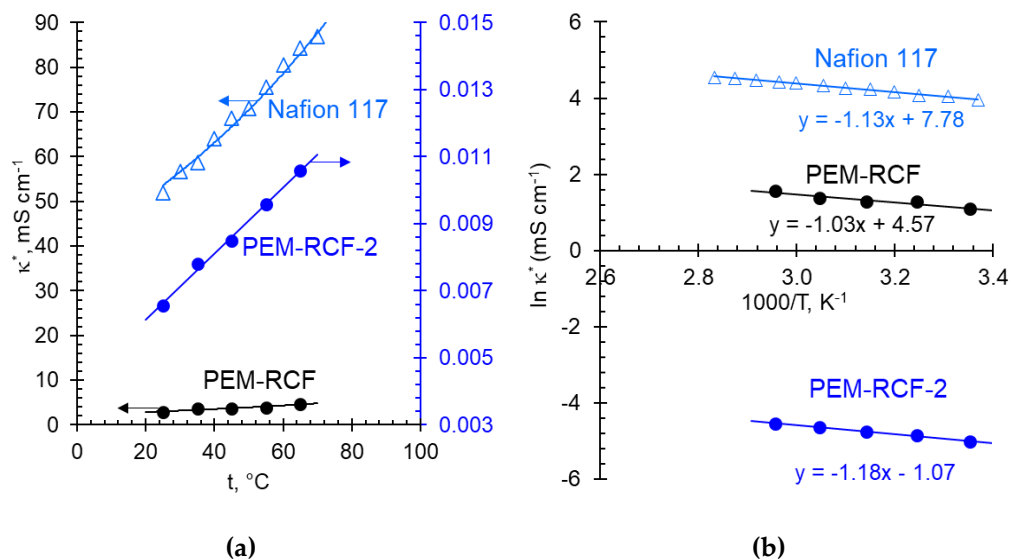 90
80
70
60
50
40
30
20
10
0
κ*, mS cm⁻¹
0.015
0.013
0.011
0.009
0.007
0.005
0.003
Nafion 117
PEM-RCF-2
PEM-RCF
0 20 40 60 80 100
t, °C
(a)
6
4
2
0
-2
-4
-6
ln κ* (mS cm⁻¹)
Nafion 117
y = -1.13x + 7.78
PEM-RCF
y = -1.03x + 4.57
2.6 2.8 3.0 3.2 3.4
1000/T, K⁻¹
PEM-RCF-2
y = -1.18x - 1.07
(b)